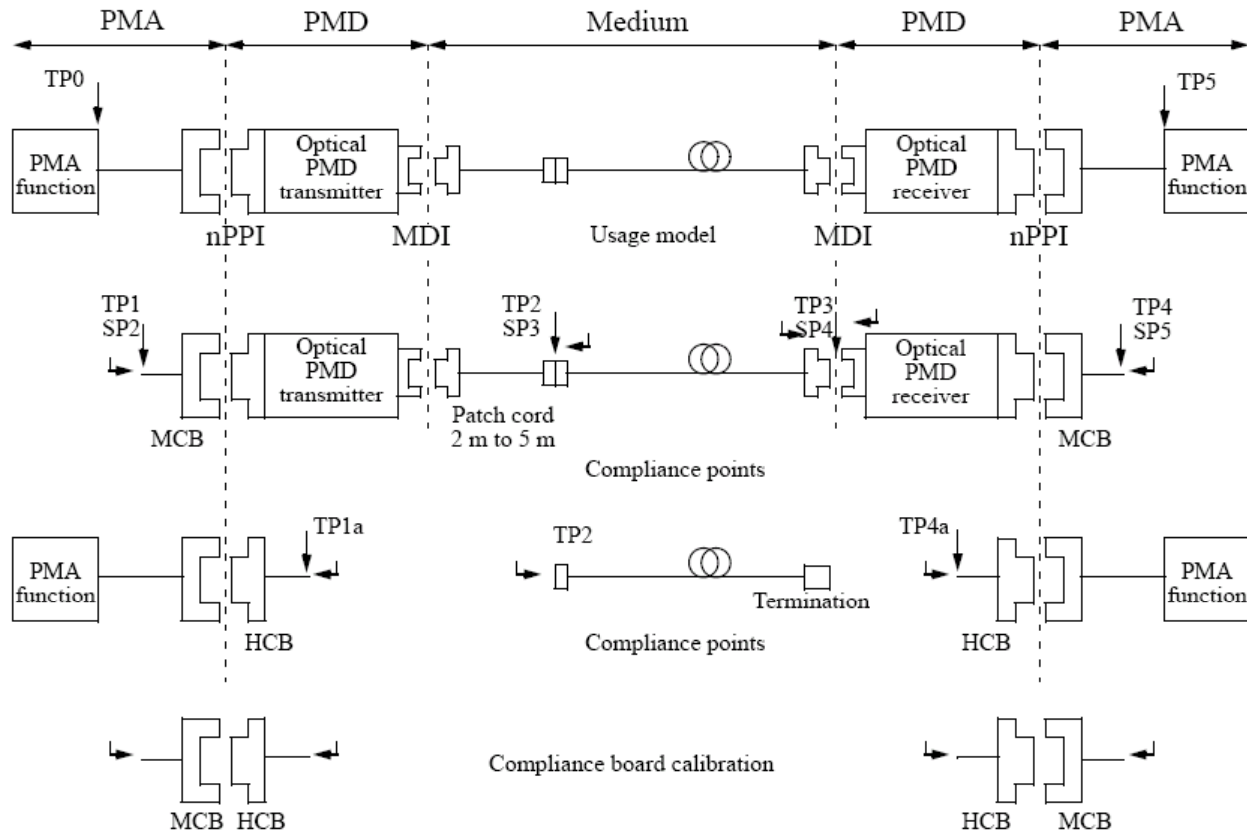 PMA PMD Medium PMD PMA
TP0 TP5
PMA
function
Optical
PMD
transmitter
Optical
PMD
receiver
PMA
function
nPPI MDI Usage model MDI nPPI
TP1
SP2
TP2
SP3
TP3
SP4
TP4
SP5
Optical
PMD
transmitter
Optical
PMD
receiver
MCB
Patch cord
2 m to 5 m
MCB
Compliance points
TP1a TP2 TP4a
PMA
function
PMA
function
Termination
HCB Compliance points HCB
Compliance board calibration
MCB HCB HCB MCB